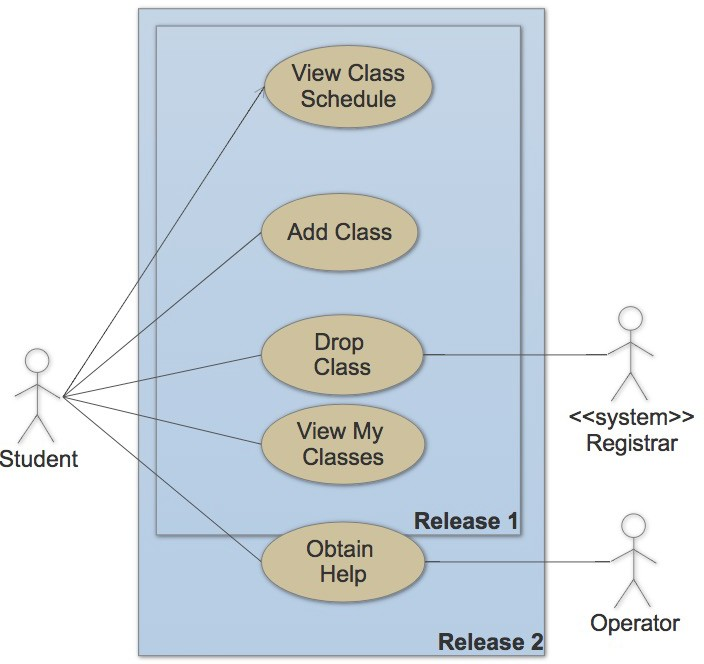 View Class
Schedule
Add Class
Drop
Class
View My
Classes
Release 1
Obtain
Help
Release 2
Student
<<system>>
Registrar
Operator